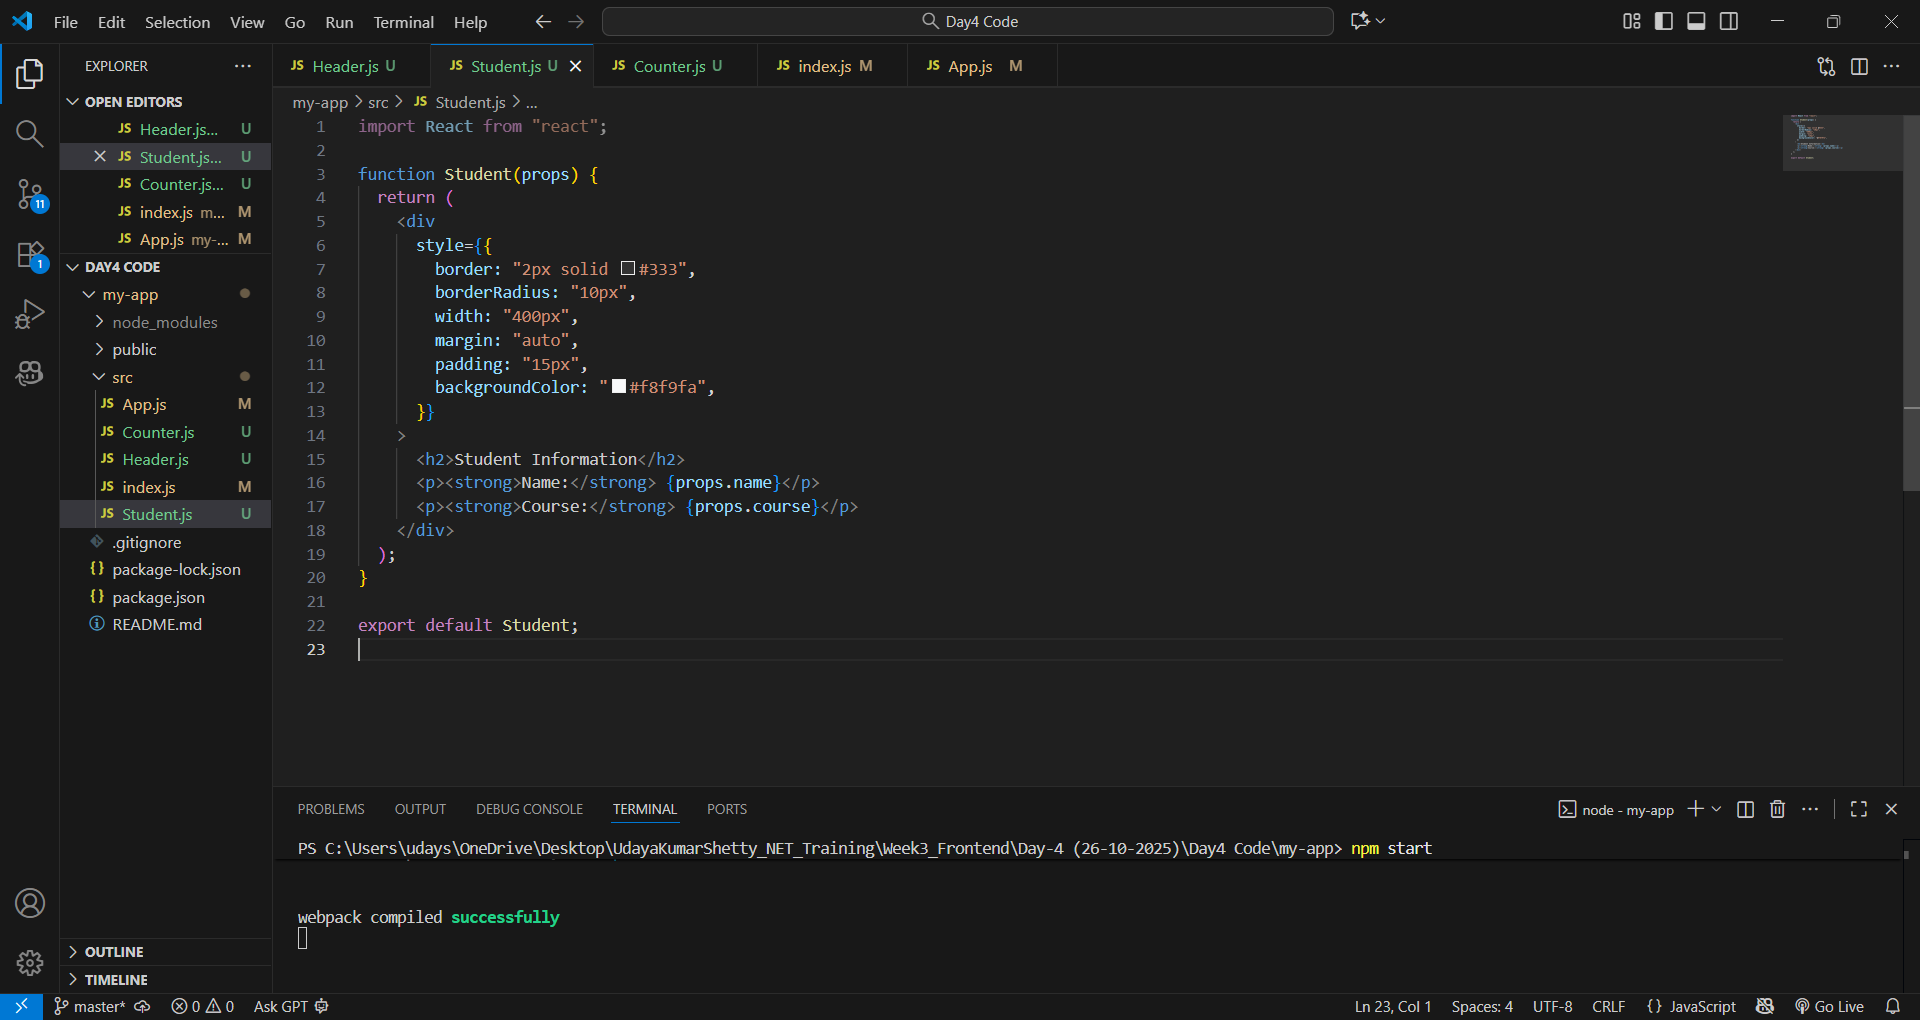 File Edit Selection View Go Run Terminal Help
Day4 Code
EXPLORER
OPEN EDITORS
JS Header.js... U
JS Student.js... U
JS Counter.js... U
JS index.js m... M
JS App.js my-... M
DAY4 CODE
my-app
node_modules
public
src
JS App.js M
JS Counter.js U
JS Header.js U
JS index.js M
JS Student.js U
.gitignore
{} package-lock.json
{} package.json
README.md
OUTLINE
TIMELINE
11
1
JS Header.js U JS Student.js U JS Counter.js U JS index.js M JS App.js M
my-app > src > JS Student.js > ...
1 import React from "react";
2
3 function Student(props) {
4 return (
5 <div
6 style={{
7 border: "2px solid #333",
8 borderRadius: "10px",
9 width: "400px",
10 margin: "auto",
11 padding: "15px",
12 backgroundColor: "#f8f9fa",
13 }}
14 >
15 <h2>Student Information</h2>
16 <p><strong>Name:</strong> {props.name}</p>
17 <p><strong>Course:</strong> {props.course}</p>
18 </div>
19 );
20 }
21
22 export default Student;
23
PROBLEMS OUTPUT DEBUG CONSOLE TERMINAL PORTS
node - my-app
PS C:\Users\udays\OneDrive\Desktop\UdayaKumarShetty_NET_Training\Week3_Frontend\Day-4 (26-10-2025)\Day4 Code\my-app> npm start
webpack compiled successfully
master* 0 0 Ask GPT
Ln 23, Col 1 Spaces: 4 UTF-8 CRLF {} JavaScript Go Live